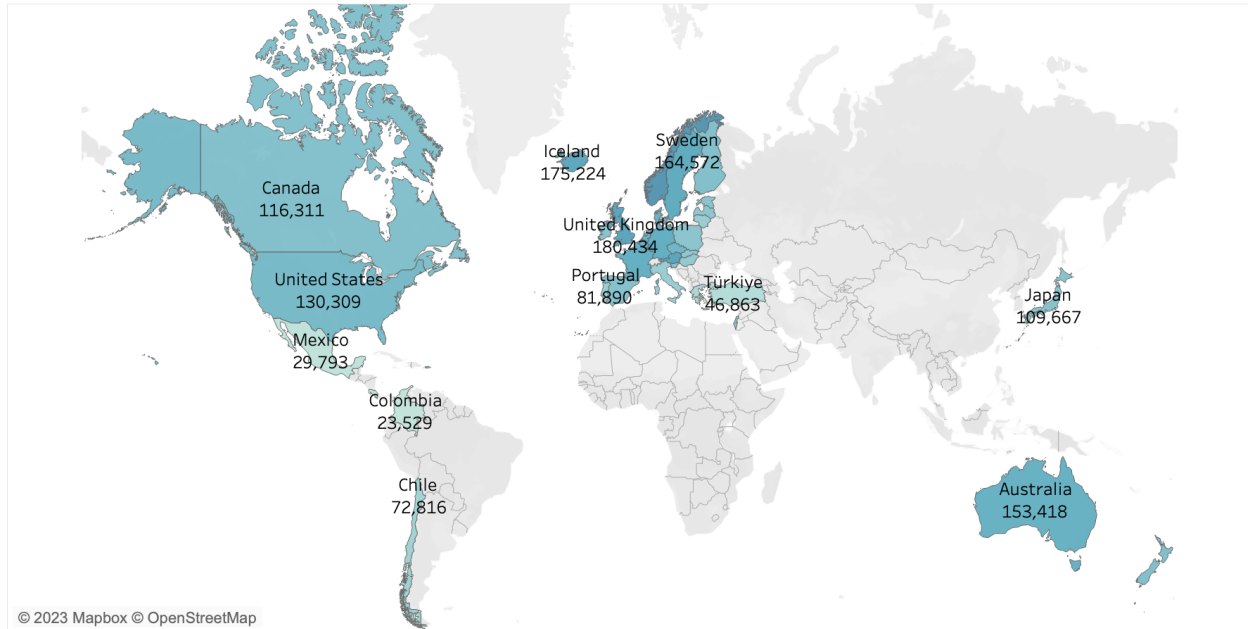 Sweden
164,572
Iceland
175,224
Canada
116,311
United Kingdom
180,434
United States
130,309
Portugal
81,890
Türkiye
46,863
Japan
109,667
Mexico
29,793
Colombia
23,529
Chile
72,816
Australia
153,418
© 2023 Mapbox © OpenStreetMap